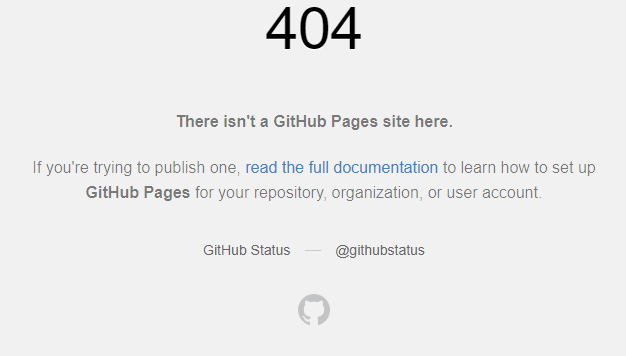 404
There isn't a GitHub Pages site here.
If you're trying to publish one, read the full documentation to learn how to set up
GitHub Pages for your repository, organization, or user account.
GitHub Status — @githubstatus